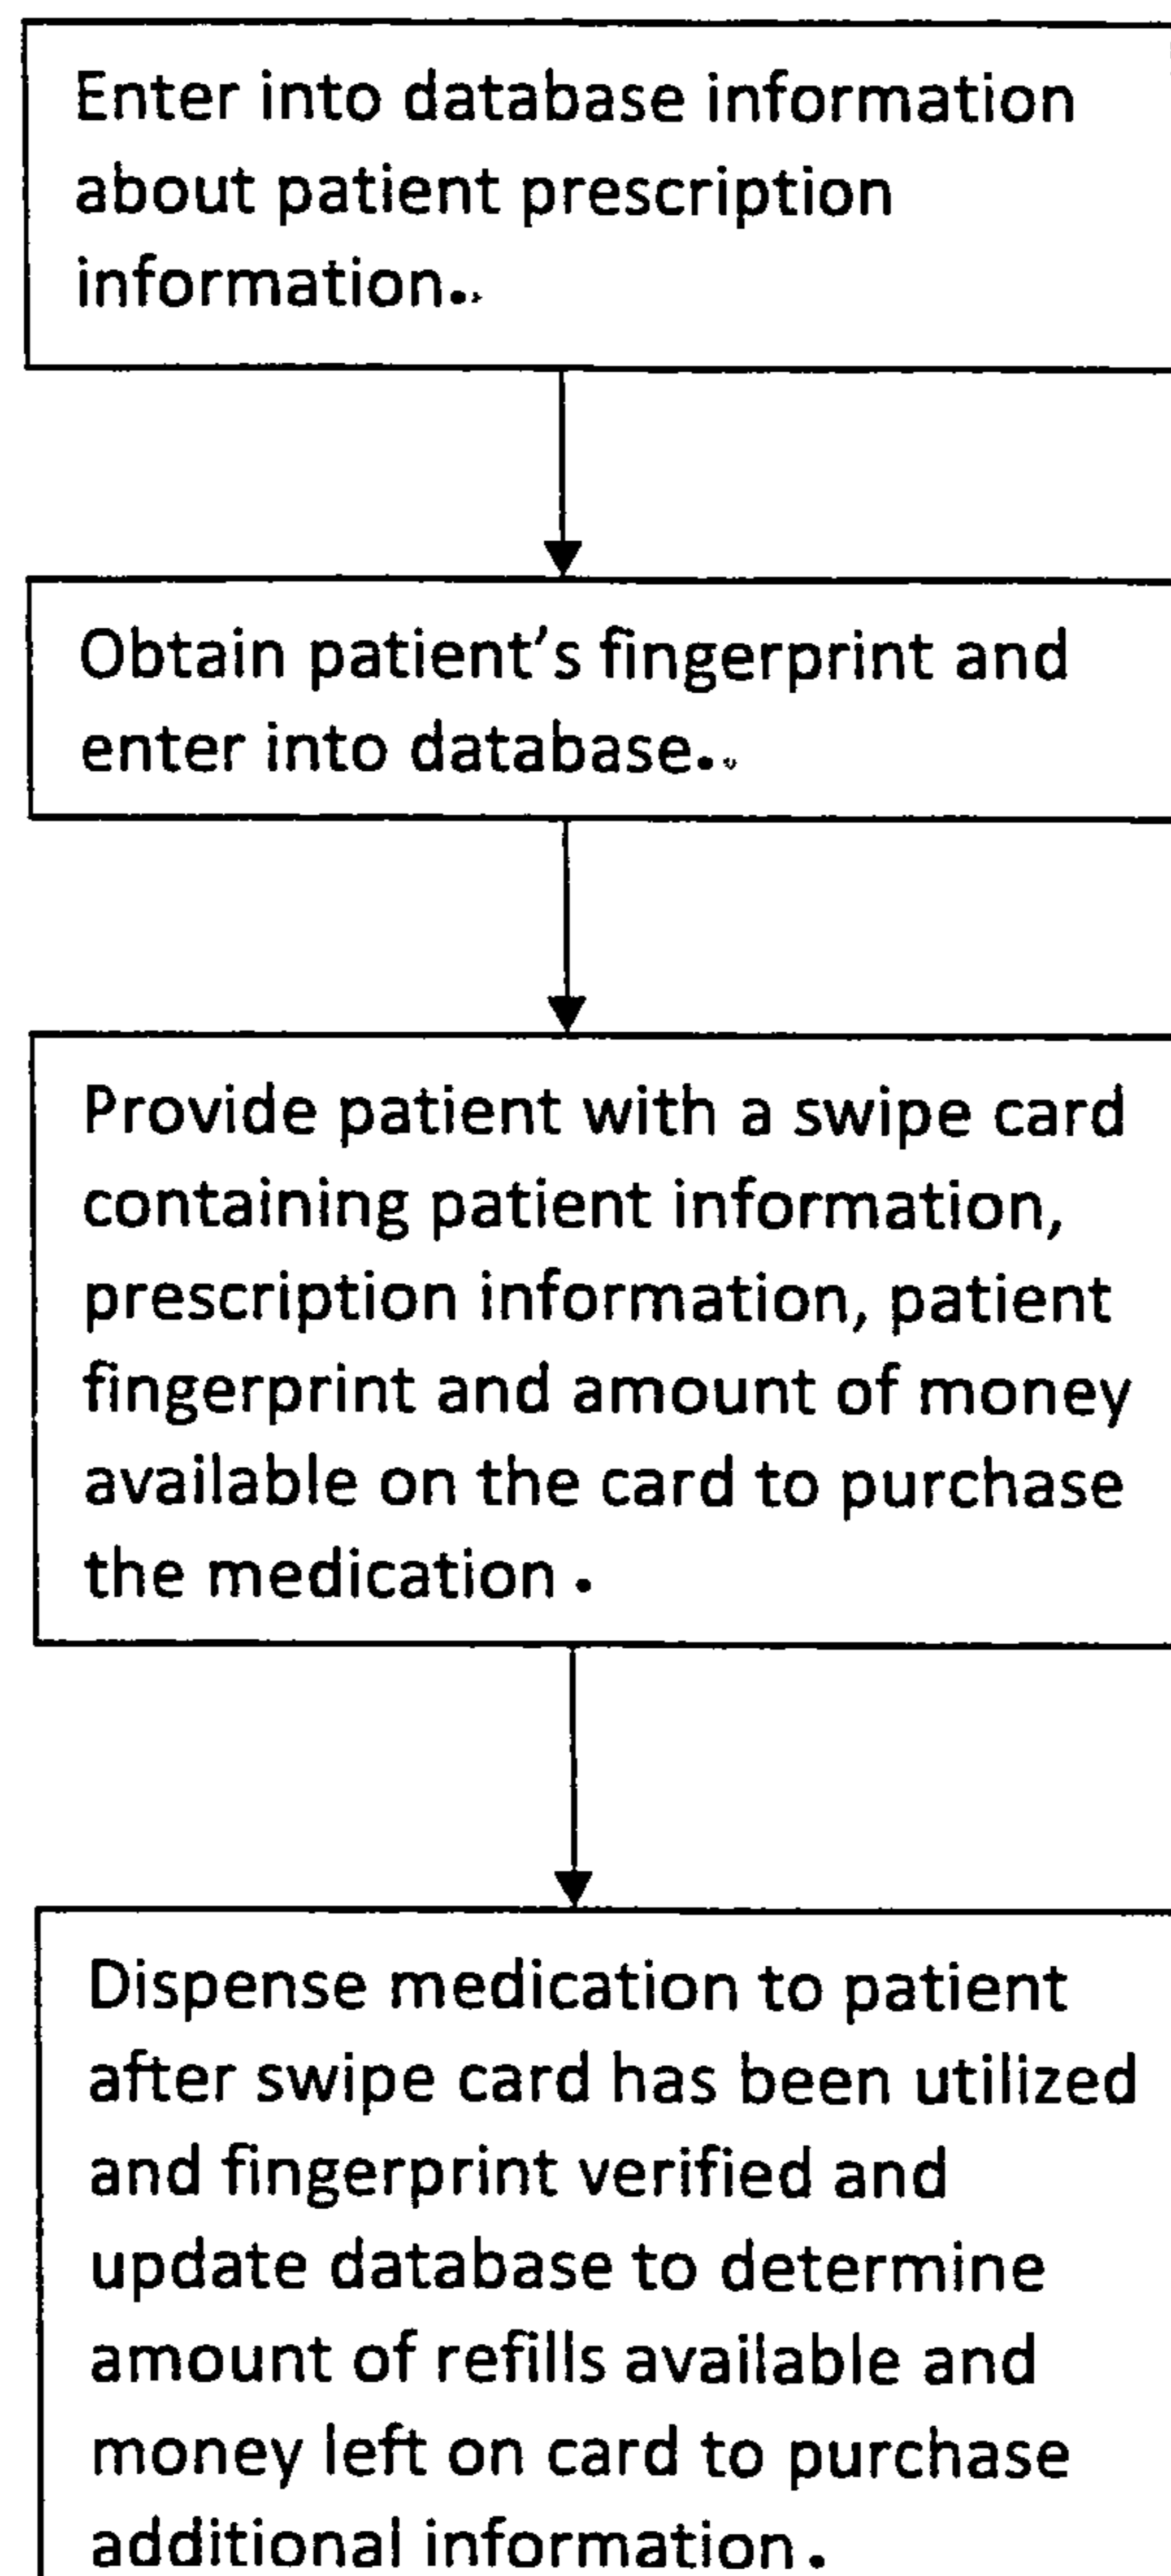 Enter into database information
about patient prescription
information..
Obtain patient's fingerprint and
enter into database..
Provide patient with a swipe card
containing patient information,
prescription information, patient
fingerprint and amount of money
available on the card to purchase
the medication .
Dispense medication to patient
after swipe card has been utilized
and fingerprint verified and
update database to determine
amount of refills available and
money left on card to purchase
additional information.